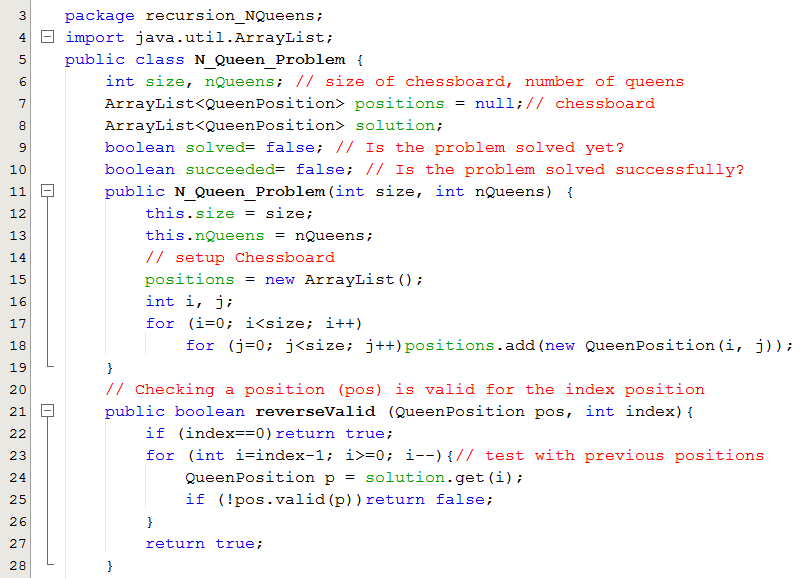 3 package recursion_NQueens;
4 import java.util.ArrayList;
5 public class N_Queen_Problem {
6 int size, nQueens; // size of chessboard, number of queens
7 ArrayList<QueenPosition> positions = null;// chessboard
8 ArrayList<QueenPosition> solution;
9 boolean solved= false; // Is the problem solved yet?
10 boolean succeeded= false; // Is the problem solved successfully?
11 public N_Queen_Problem(int size, int nQueens) {
12 this.size = size;
13 this.nQueens = nQueens;
14 // setup Chessboard
15 positions = new ArrayList();
16 int i, j;
17 for (i=0; i<size; i++)
18 for (j=0; j<size; j++)positions.add(new QueenPosition(i, j));
19 }
20 // Checking a position (pos) is valid for the index position
21 public boolean reverseValid (QueenPosition pos, int index){
22 if (index==0)return true;
23 for (int i=index-1; i>=0; i--){// test with previous positions
24 QueenPosition p = solution.get(i);
25 if (!pos.valid(p))return false;
26 }
27 return true;
28 }